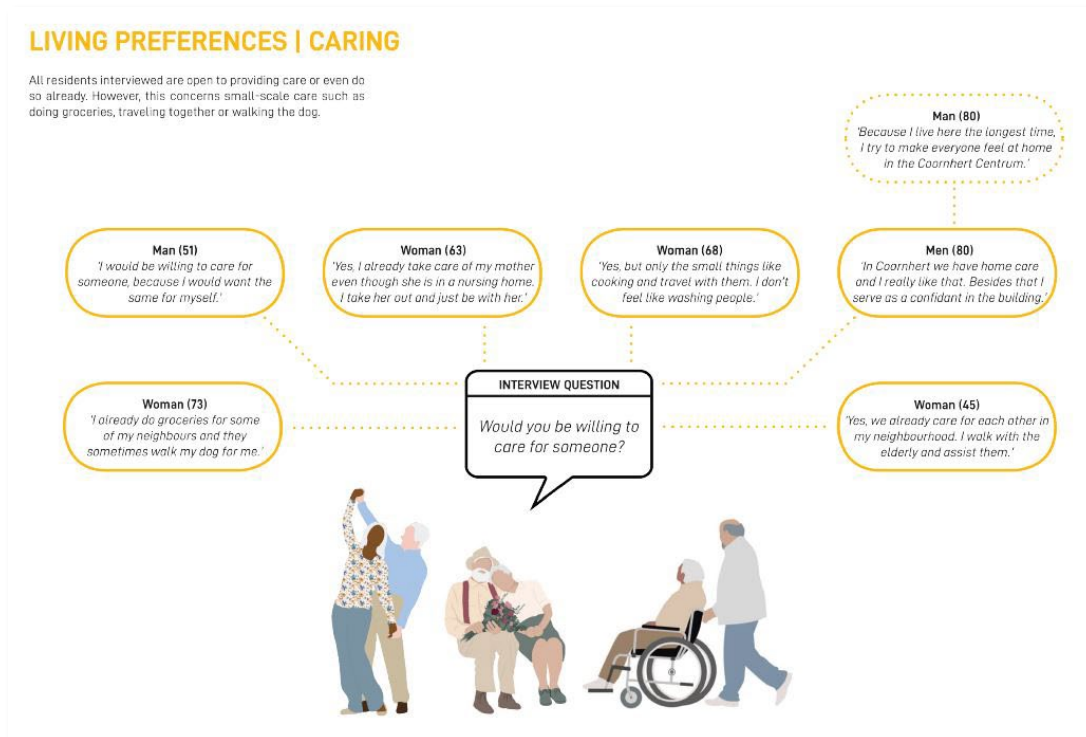 LIVING PREFERENCES | CARING
All residents interviewed are open to providing care or even do
so already. However, this concerns small-scale care such as
doing groceries, traveling together or walking the dog.
Man (80)
'Because I live here the longest time,
I try to make everyone feel at home
in the Coornhert Centrum.'
Man (51)
'I would be willing to care for
someone, because I would want the
same for myself.'
Woman (63)
'Yes, I already take care of my mother
even though she is in a nursing home.
I take her out and just be with her.'
Woman (68)
'Yes, but only the small things like
cooking and travel with them. I don't
feel like washing people.'
Men (80)
'In Coornhert we have home care
and I really like that. Besides that I
serve as a confidant in the building.'
Woman (73)
'I already do groceries for some
of my neighbours and they
sometimes walk my dog for me.'
INTERVIEW QUESTION
Would you be willing to
care for someone?
Woman (45)
'Yes, we already care for each other in
my neighbourhood. I walk with the
elderly and assist them.'